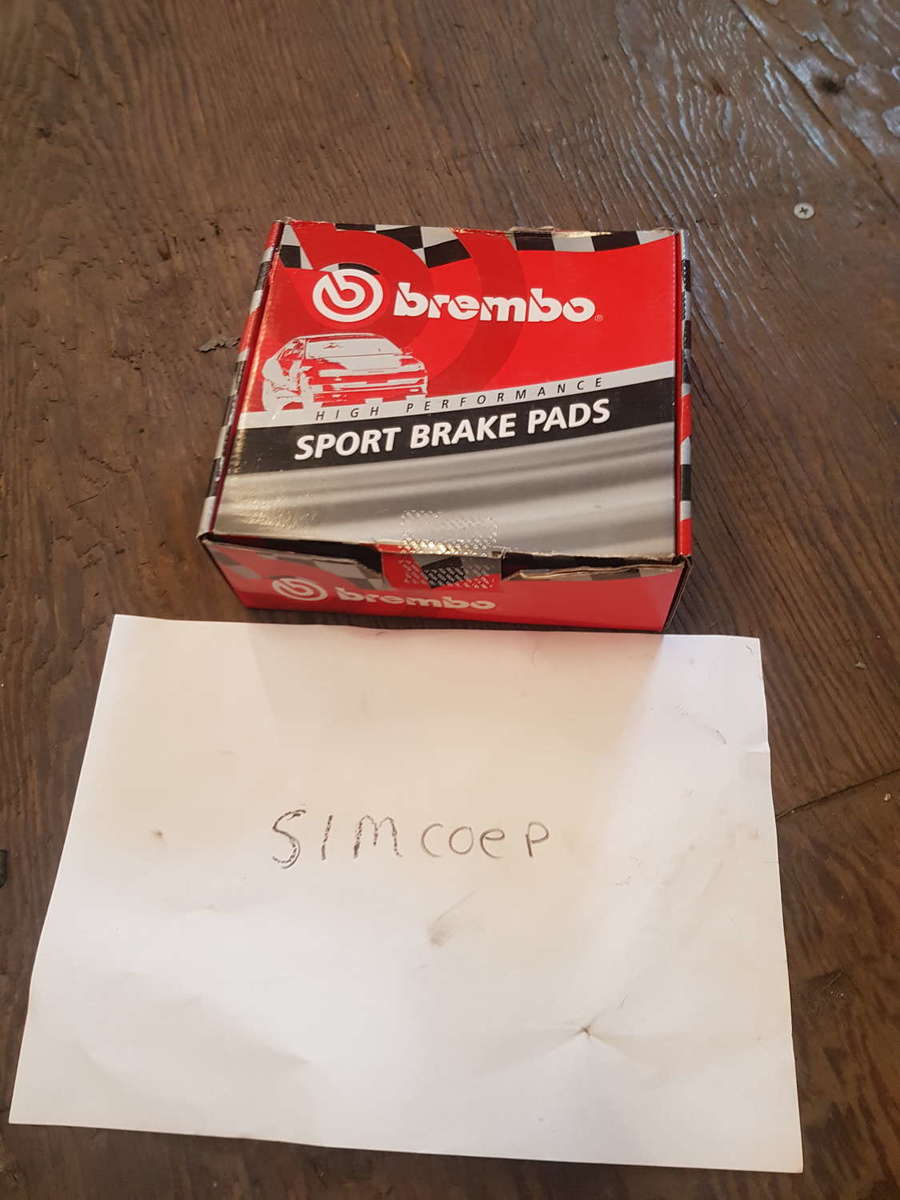 brembo®
HIGH PERFORMANCE
SPORT BRAKE PADS
brembo
SIMcoep